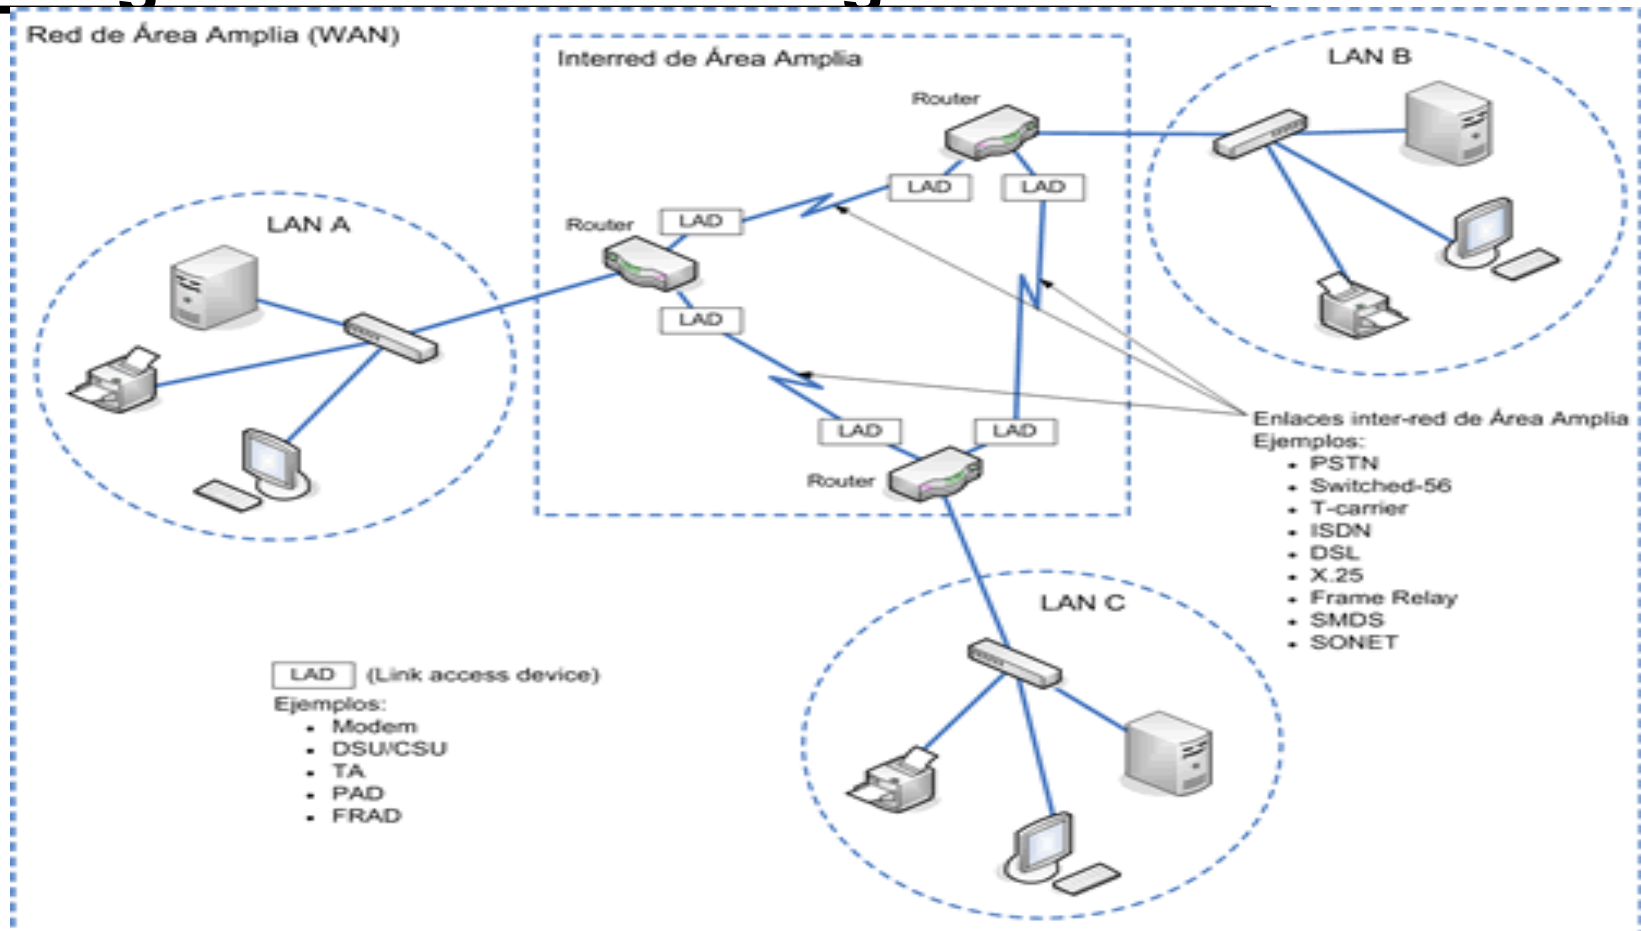 Red de Área Amplia (WAN)
Interred de Área Amplia
LAN B
Router
LAD
LAD
LAN A
Router
LAD
LAD
LAD
LAD
Router
Enlaces inter-red de Área Amplia
Ejemplos:
• PSTN
• Switched-56
• T-carrier
• ISDN
• DSL
• X.25
• Frame Relay
• SMDS
• SONET
LAN C
LAD (Link access device)
Ejemplos:
• Modem
• DSU/CSU
• TA
• PAD
• FRAD